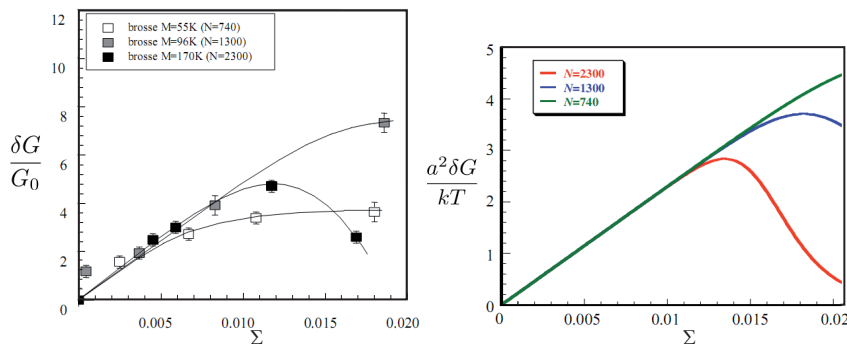 12
10
8
6
4
2
0
brosse M=55K (N=740)
brosse M=96K (N=1300)
brosse M=170K (N=2300)
δG
G₀
0.005
0.010
0.015
0.020
Σ
5
4
3
2
1
0
N=2300
N=1300
N=740
a² δG
kT
0
0.005
0.01
0.015
0.02
Σ